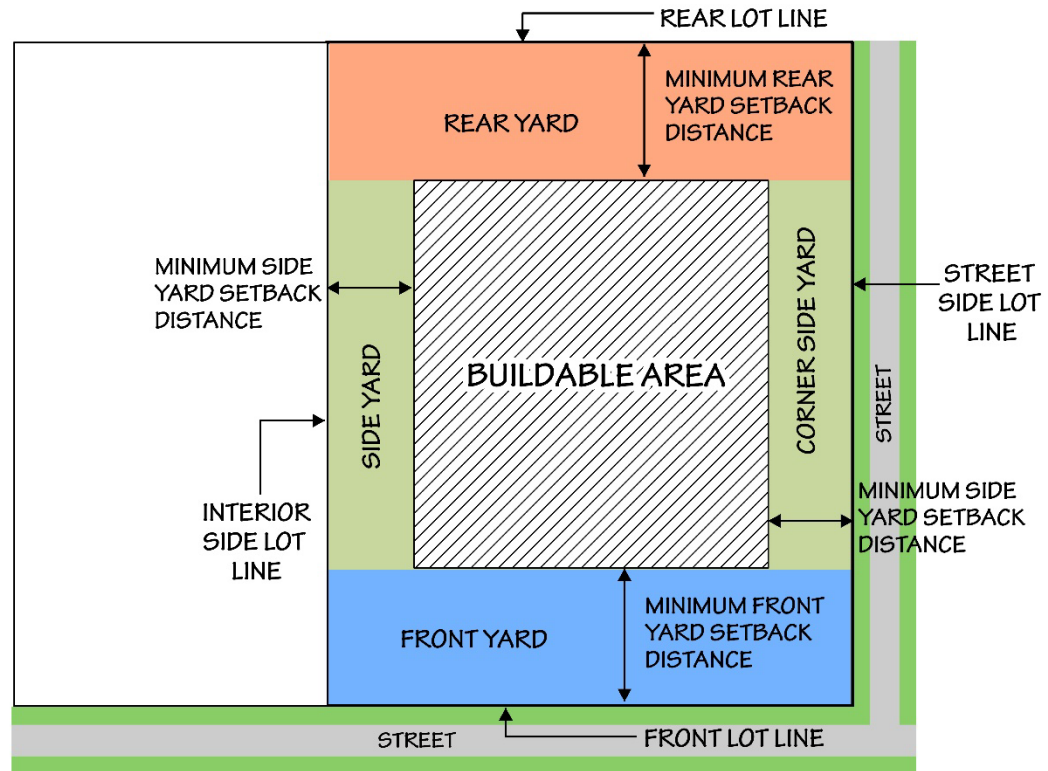 REAR LOT LINE
MINIMUM REAR
YARD SETBACK
DISTANCE
REAR YARD
MINIMUM SIDE
YARD SETBACK
DISTANCE
SIDE YARD
BUILDABLE AREA
CORNER SIDE YARD
STREET
SIDE LOT
LINE
STREET
INTERIOR
SIDE LOT
LINE
MINIMUM SIDE
YARD SETBACK
DISTANCE
FRONT YARD
MINIMUM FRONT
YARD SETBACK
DISTANCE
STREET
FRONT LOT LINE